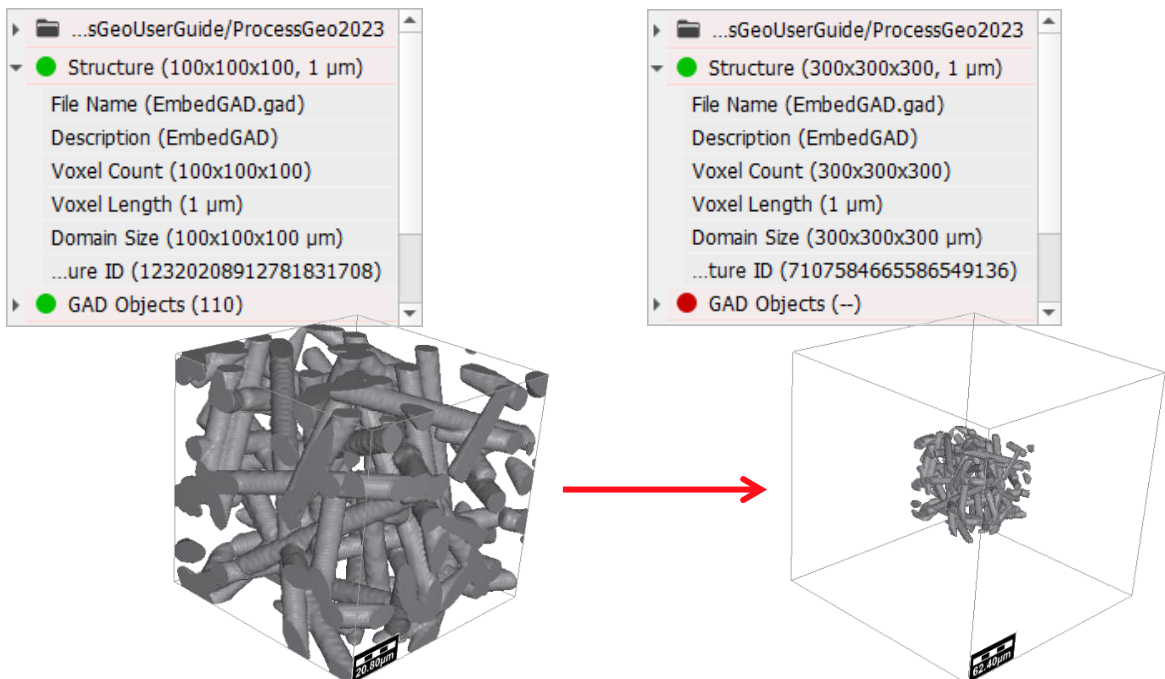 ...sGeoUserGuide/ProcessGeo2023
Structure (100x100x100, 1 µm)
File Name (EmbedGAD.gad)
Description (EmbedGAD)
Voxel Count (100x100x100)
Voxel Length (1 µm)
Domain Size (100x100x100 µm)
...ure ID (12320208912781831708)
GAD Objects (110)
20.80µm
...sGeoUserGuide/ProcessGeo2023
Structure (300x300x300, 1 µm)
File Name (EmbedGAD.gad)
Description (EmbedGAD)
Voxel Count (300x300x300)
Voxel Length (1 µm)
Domain Size (300x300x300 µm)
...ture ID (7107584665586549136)
GAD Objects (--)
62.40µm